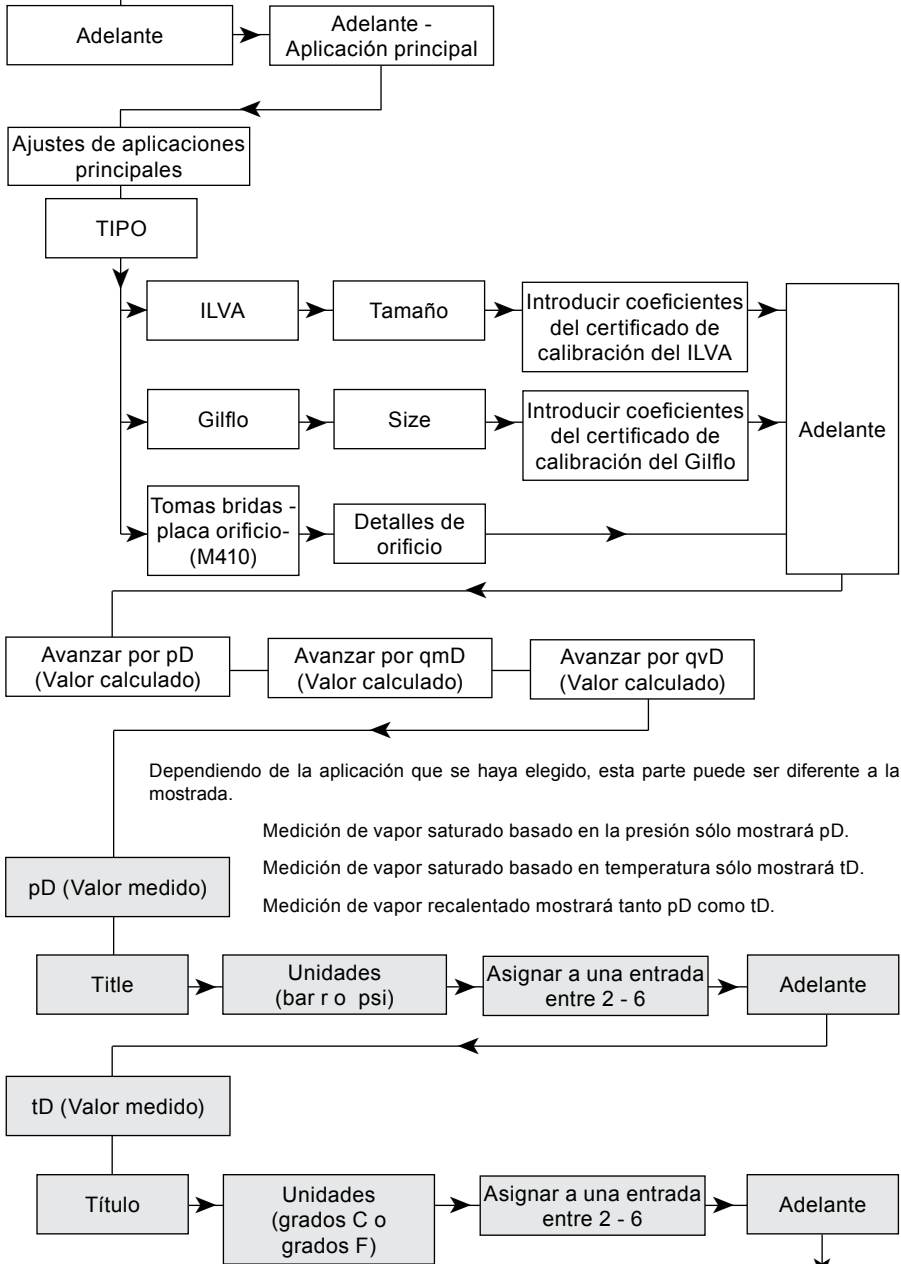 Adelante
Adelante -
Aplicación principal
Ajustes de aplicaciones
principales
TIPO
ILVA
Tamaño
Introducir coeficientes
del certificado de
calibración del ILVA
Gilflo
Size
Introducir coeficientes
del certificado de
calibración del Gilflo
Adelante
Tomas bridas -
placa orificio-
(M410)
Detalles de
orificio
Avanzar por pD
(Valor calculado)
Avanzar por qmD
(Valor calculado)
Avanzar por qvD
(Valor calculado)
Dependiendo de la aplicación que se haya elegido, esta parte puede ser diferente a la
mostrada.
Medición de vapor saturado basado en la presión sólo mostrará pD.
Medición de vapor saturado basado en temperatura sólo mostrará tD.
Medición de vapor recalentado mostrará tanto pD como tD.
pD (Valor medido)
Title
Unidades
(bar r o psi)
Asignar a una entrada
entre 2 - 6
Adelante
tD (Valor medido)
Título
Unidades
(grados C o
grados F)
Asignar a una entrada
entre 2 - 6
Adelante